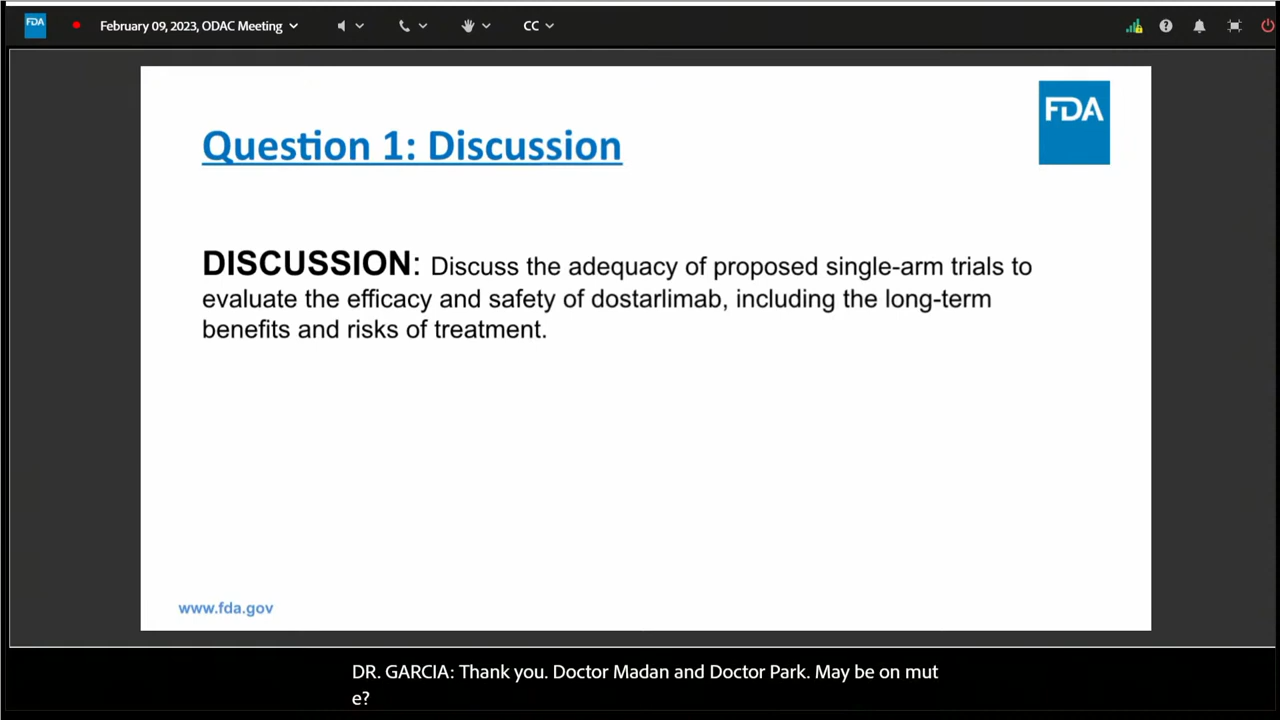 FDA
February 09, 2023, ODAC Meeting
CC
FDA
Question 1: Discussion
DISCUSSION: Discuss the adequacy of proposed single-arm trials to
evaluate the efficacy and safety of dostarlimab, including the long-term
benefits and risks of treatment.
www.fda.gov
DR. GARCIA: Thank you. Doctor Madan and Doctor Park. May be on mut
e?